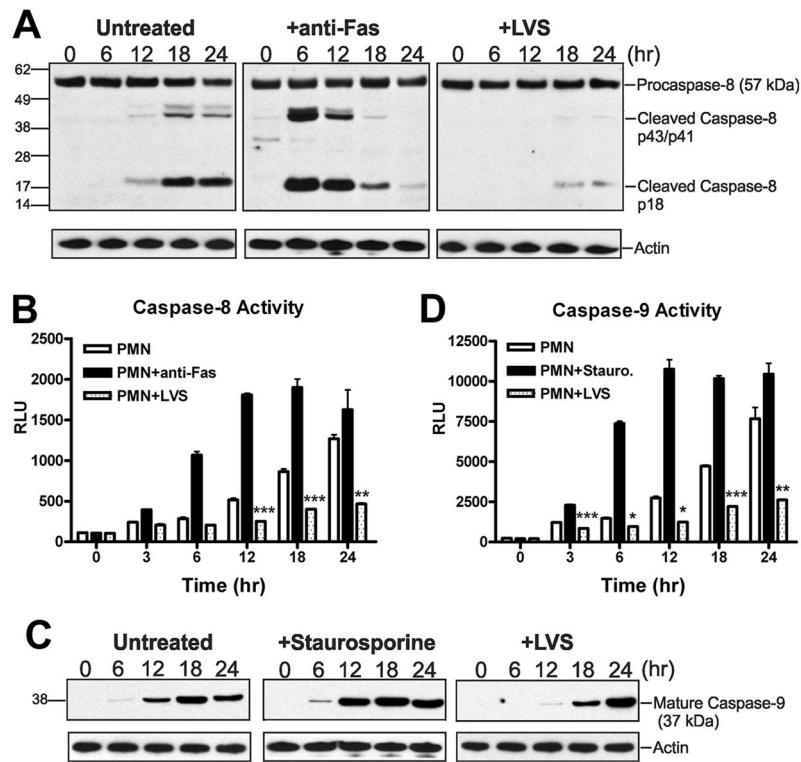 A
Untreated
+anti-Fas
+LVS
0 6 12 18 24 0 6 12 18 24 0 6 12 18 24 (hr)
62
49
38
28
17
14
Procaspase-8 (57 kDa)
Cleaved Caspase-8
p43/p41
Cleaved Caspase-8
p18
Actin
B
Caspase-8 Activity
2500
2000
1500
1000
500
0
RLU
PMN
PMN+anti-Fas
PMN+LVS
***
***
**
0 3 6 12 18 24
Time (hr)
D
Caspase-9 Activity
12500
10000
7500
5000
2500
0
RLU
PMN
PMN+Stauro.
PMN+LVS
***
*
*
***
**
0 3 6 12 18 24
Time (hr)
C
Untreated
+Staurosporine
+LVS
0 6 12 18 24 0 6 12 18 24 0 6 12 18 24 (hr)
38
Mature Caspase-9
(37 kDa)
Actin